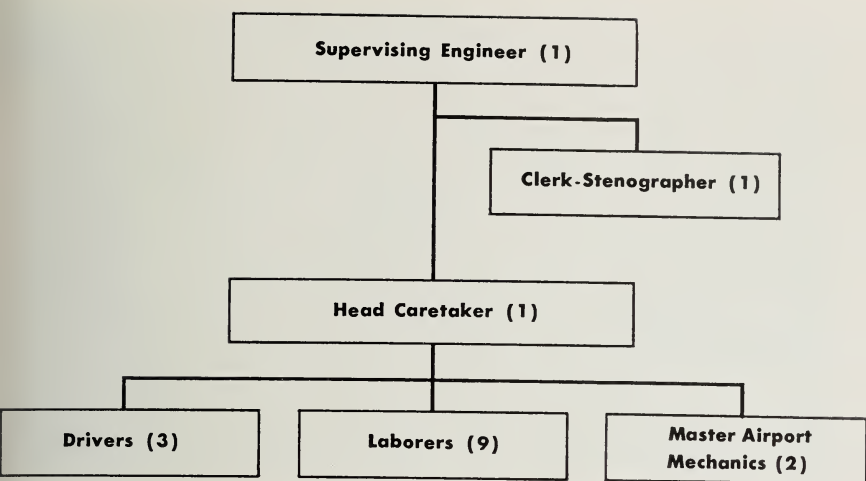 Supervising Engineer (1)
Clerk-Stenographer (1)
Head Caretaker (1)
Drivers (3)
Laborers (9)
Master Airport
Mechanics (2)